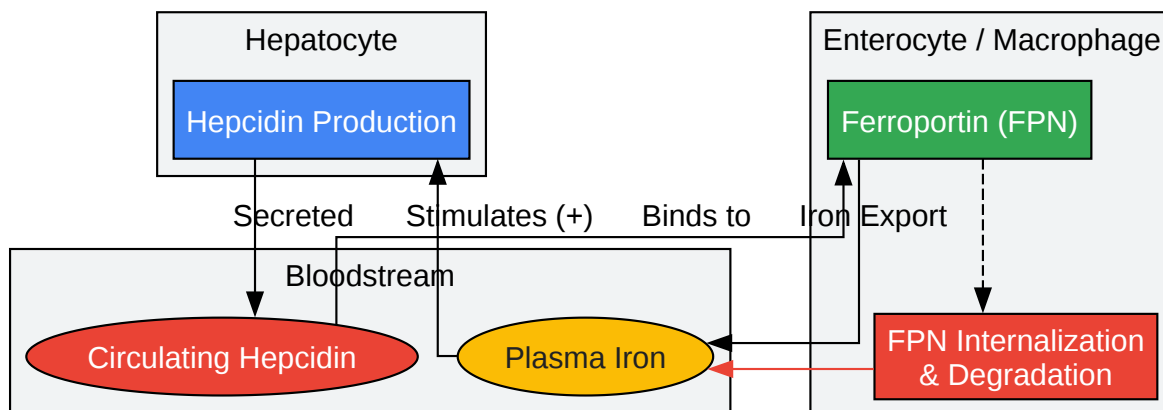 Hepatocyte
Enterocyte / Macrophage
Hepcidin Production
Ferroportin (FPN)
Secreted
Stimulates (+)
Binds to
Iron Export
Bloodstream
Circulating Hepcidin
Plasma Iron
FPN Internalization
& Degradation